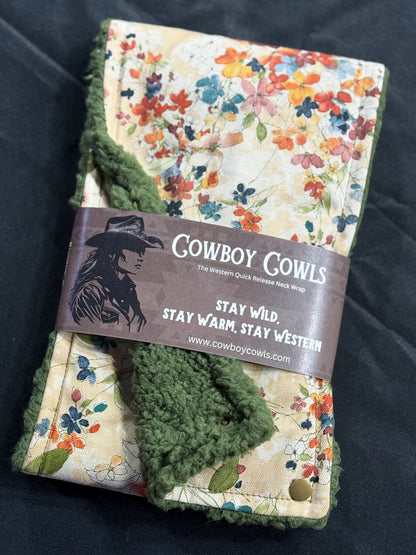 COWBOY COWLS
The Western Quick Release Neck Wrap
STAY WILD,
STAY WARM, STAY WESTERN
www.cowboycowls.com